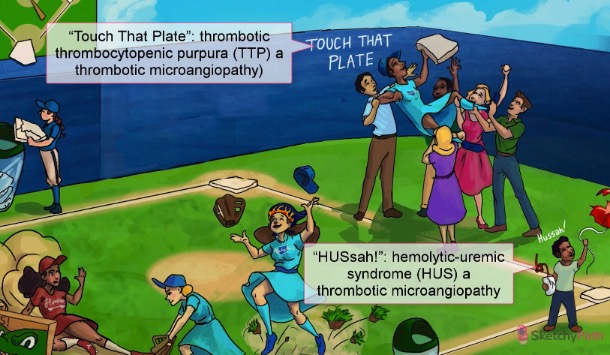 "Touch That Plate": thrombotic
thrombocytopenic purpura (TTP) a
thrombotic microangiopathy)
TOUCH THAT
PLATE
Hussah!
"HUSsah!": hemolytic-uremic
syndrome (HUS) a
thrombotic microangiopathy